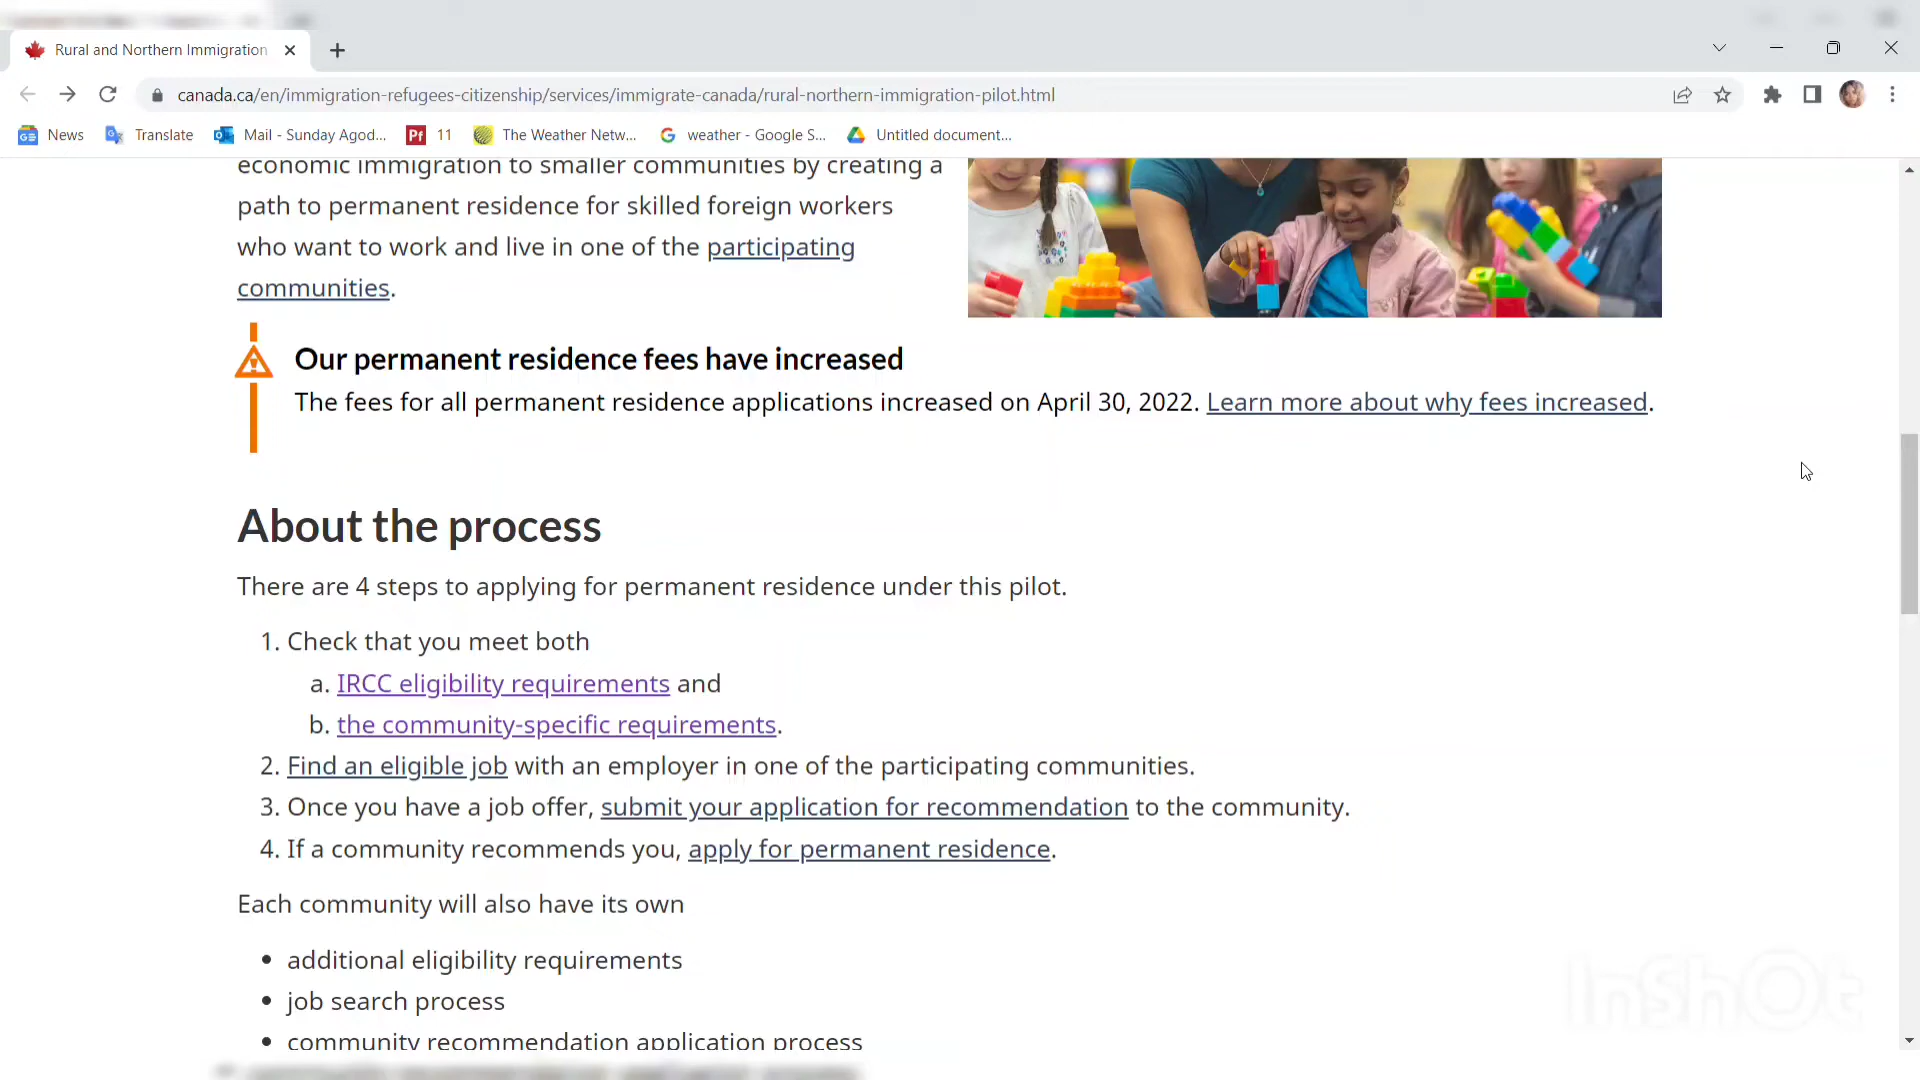 Rural and Northern Immigration
canada.ca/en/immigration-refugees-citizenship/services/immigrate-canada/rural-northern-immigration-pilot.html
News Translate Mail - Sunday Agod... Pf 11 The Weather Netw... weather - Google S... Untitled document...
economic immigration to smaller communities by creating a
path to permanent residence for skilled foreign workers
who want to work and live in one of the participating
communities.
Our permanent residence fees have increased
The fees for all permanent residence applications increased on April 30, 2022. Learn more about why fees increased.
About the process
There are 4 steps to applying for permanent residence under this pilot.
1. Check that you meet both
a. IRCC eligibility requirements and
b. the community-specific requirements.
2. Find an eligible job with an employer in one of the participating communities.
3. Once you have a job offer, submit your application for recommendation to the community.
4. If a community recommends you, apply for permanent residence.
Each community will also have its own
• additional eligibility requirements
• job search process
• community recommendation application process
InShOt